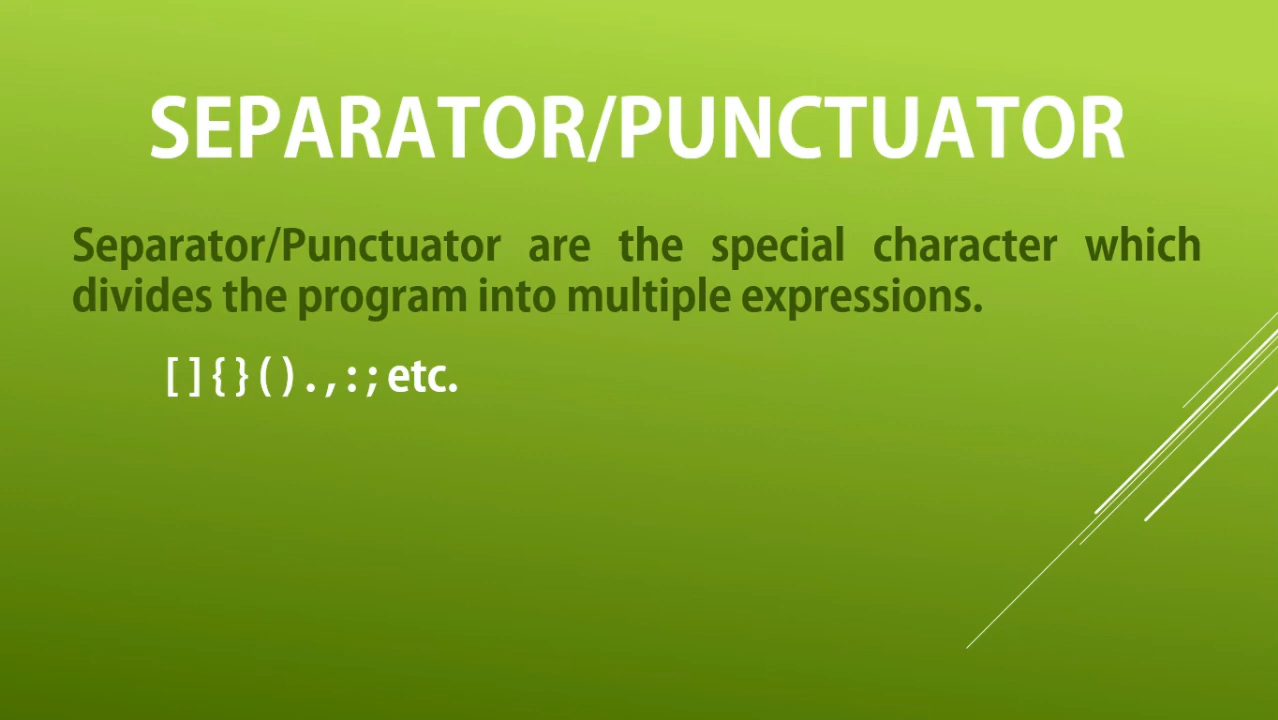 SEPARATOR/PUNCTUATOR
Separator/Punctuator are the special character which
divides the program into multiple expressions.
[ ] { } ( ) . , : ; etc.